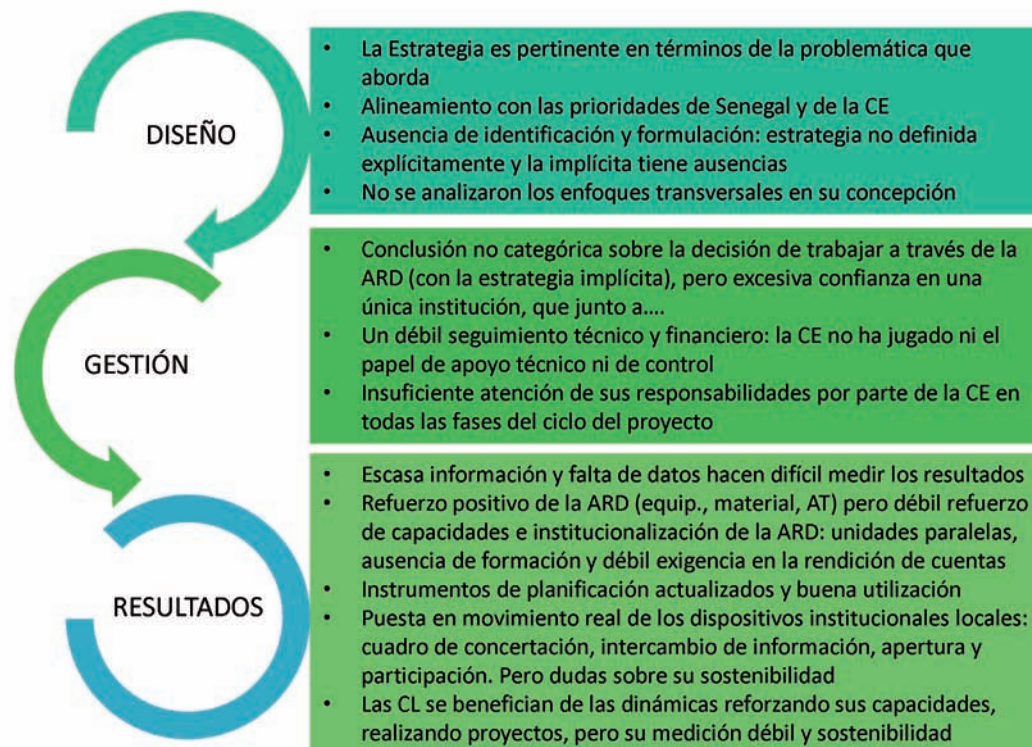 DISEÑO
• La Estrategia es pertinente en términos de la problemática que
aborda
• Alineamiento con las prioridades de Senegal y de la CE
• Ausencia de identificación y formulación: estrategia no definida
explícitamente y la implícita tiene ausencias
• No se analizaron los enfoques transversales en su concepción
GESTIÓN
• Conclusión no categórica sobre la decisión de trabajar a través de la
ARD (con la estrategia implícita), pero excesiva confianza en una
única institución, que junto a....
• Un débil seguimiento técnico y financiero: la CE no ha jugado ni el
papel de apoyo técnico ni de control
• Insuficiente atención de sus responsabilidades por parte de la CE en
todas las fases del ciclo del proyecto
RESULTADOS
• Escasa información y falta de datos hacen difícil medir los resultados
• Refuerzo positivo de la ARD (equip., material, AT) pero débil refuerzo
de capacidades e institucionalización de la ARD: unidades paralelas,
ausencia de formación y débil exigencia en la rendición de cuentas
• Instrumentos de planificación actualizados y buena utilización
• Puesta en movimiento real de los dispositivos institucionales locales:
cuadro de concertación, intercambio de información, apertura y
participación. Pero dudas sobre su sostenibilidad
• Las CL se benefician de las dinámicas reforzando sus capacidades,
realizando proyectos, pero su medición débil y sostenibilidad